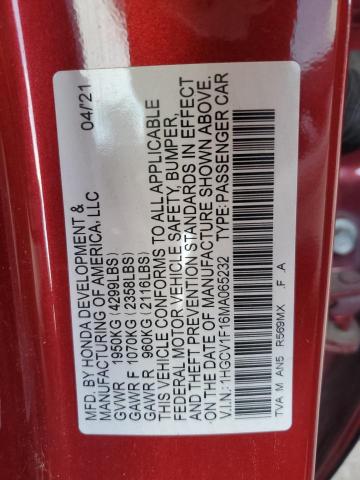 MFD. BY HONDA DEVELOPMENT & 04/21
MANUFACTURING OF AMERICA, LLC
GVWR 1950KG (4299LBS)
GAWR F 1070KG (2358LBS)
GAWR R 960KG (2116LBS)
THIS VEHICLE CONFORMS TO ALL APPLICABLE
FEDERAL MOTOR VEHICLE SAFETY, BUMPER,
AND THEFT PREVENTION STANDARDS IN EFFECT
ON THE DATE OF MANUFACTURE SHOWN ABOVE.
V.I.N.: 1HGCV1F16MA065232 TYPE: PASSENGER CAR
TVA M AN5 R569MX .F .A